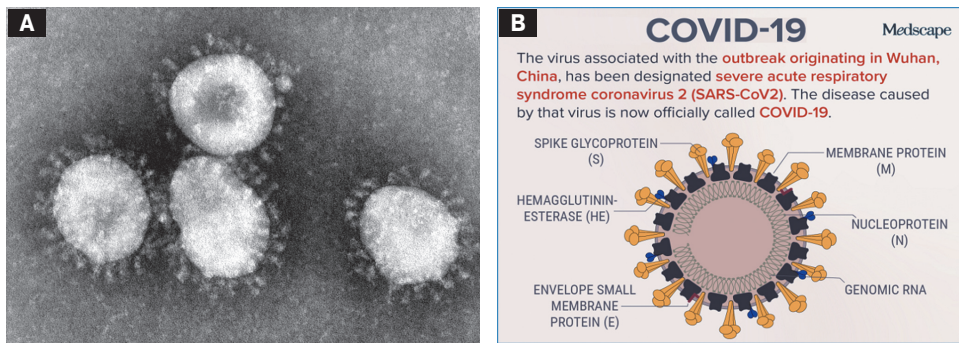 A
B
COVID-19
Medscape
The virus associated with the outbreak originating in Wuhan,
China, has been designated severe acute respiratory
syndrome coronavirus 2 (SARS-CoV2). The disease caused
by that virus is now officially called COVID-19.
SPIKE GLYCOPROTEIN
(S)
MEMBRANE PROTEIN
(M)
HEMAGGLUTININ-
ESTERASE (HE)
NUCLEOPROTEIN
(N)
ENVELOPE SMALL
MEMBRANE
PROTEIN (E)
GENOMIC RNA